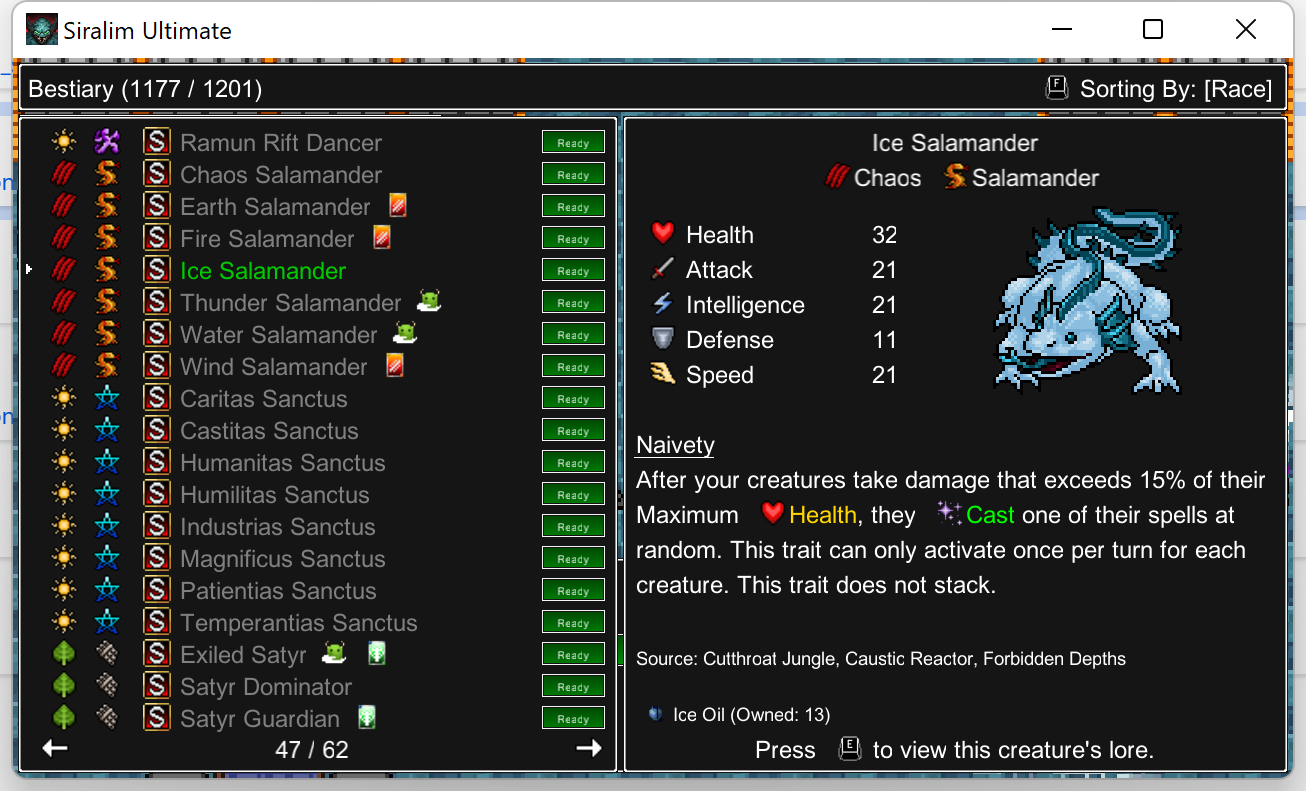 Siralim Ultimate
Bestiary (1177 / 1201)
F Sorting By: [Race]
S Ramun Rift Dancer Ready
S Chaos Salamander Ready
S Earth Salamander Ready
S Fire Salamander Ready
S Ice Salamander Ready
S Thunder Salamander Ready
S Water Salamander Ready
S Wind Salamander Ready
S Caritas Sanctus Ready
S Castitas Sanctus Ready
S Humanitas Sanctus Ready
S Humilitas Sanctus Ready
S Industrias Sanctus Ready
S Magnificus Sanctus Ready
S Patientias Sanctus Ready
S Temperantias Sanctus Ready
S Exiled Satyr Ready
S Satyr Dominator Ready
S Satyr Guardian Ready
47 / 62
Ice Salamander
Chaos Salamander
Health 32
Attack 21
Intelligence 21
Defense 11
Speed 21
Naivety
After your creatures take damage that exceeds 15% of their
Maximum Health, they Cast one of their spells at
random. This trait can only activate once per turn for each
creature. This trait does not stack.
Source: Cutthroat Jungle, Caustic Reactor, Forbidden Depths
Ice Oil (Owned: 13)
Press E to view this creature's lore.